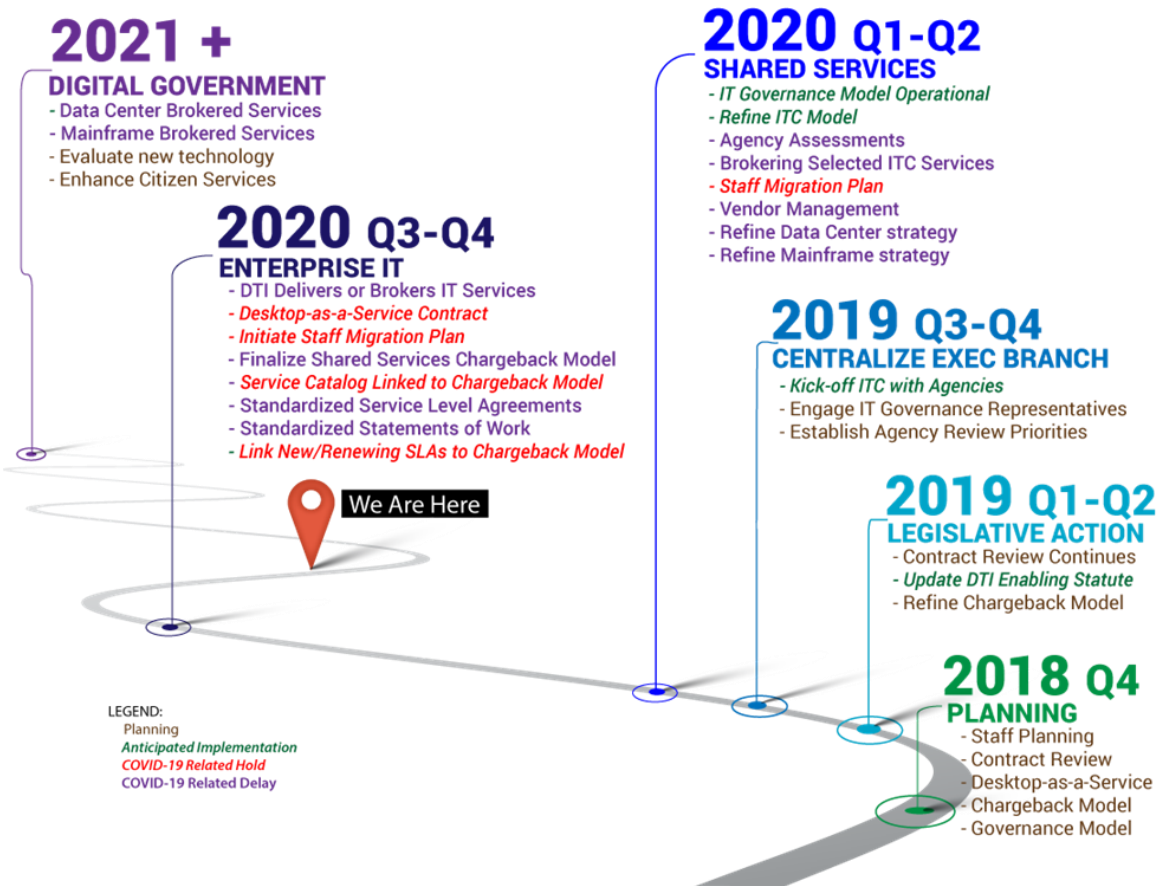 2021 +
DIGITAL GOVERNMENT
- Data Center Brokered Services
- Mainframe Brokered Services
- Evaluate new technology
- Enhance Citizen Services
2020 Q3-Q4
ENTERPRISE IT
- DTI Delivers or Brokers IT Services
- Desktop-as-a-Service Contract
- Initiate Staff Migration Plan
- Finalize Shared Services Chargeback Model
- Service Catalog Linked to Chargeback Model
- Standardized Service Level Agreements
- Standardized Statements of Work
- Link New/Renewing SLAs to Chargeback Model
We Are Here
2020 Q1-Q2
SHARED SERVICES
- IT Governance Model Operational
- Refine ITC Model
- Agency Assessments
- Brokering Selected ITC Services
- Staff Migration Plan
- Vendor Management
- Refine Data Center strategy
- Refine Mainframe strategy
2019 Q3-Q4
CENTRALIZE EXEC BRANCH
- Kick-off ITC with Agencies
- Engage IT Governance Representatives
- Establish Agency Review Priorities
2019 Q1-Q2
LEGISLATIVE ACTION
- Contract Review Continues
- Update DTI Enabling Statute
- Refine Chargeback Model
2018 Q4
PLANNING
- Staff Planning
- Contract Review
- Desktop-as-a-Service
- Chargeback Model
- Governance Model
LEGEND:
Planning
Anticipated Implementation
COVID-19 Related Hold
COVID-19 Related Delay